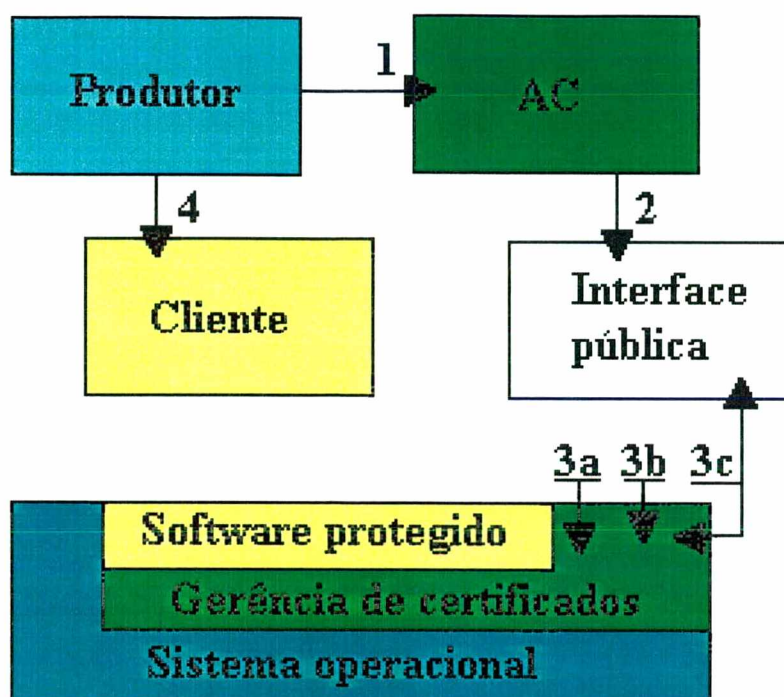 Produtor
1
AC
4
2
Cliente
Interface
pública
3a
3b
3c
Software protegido
Gerência de certificados
Sistema operacional